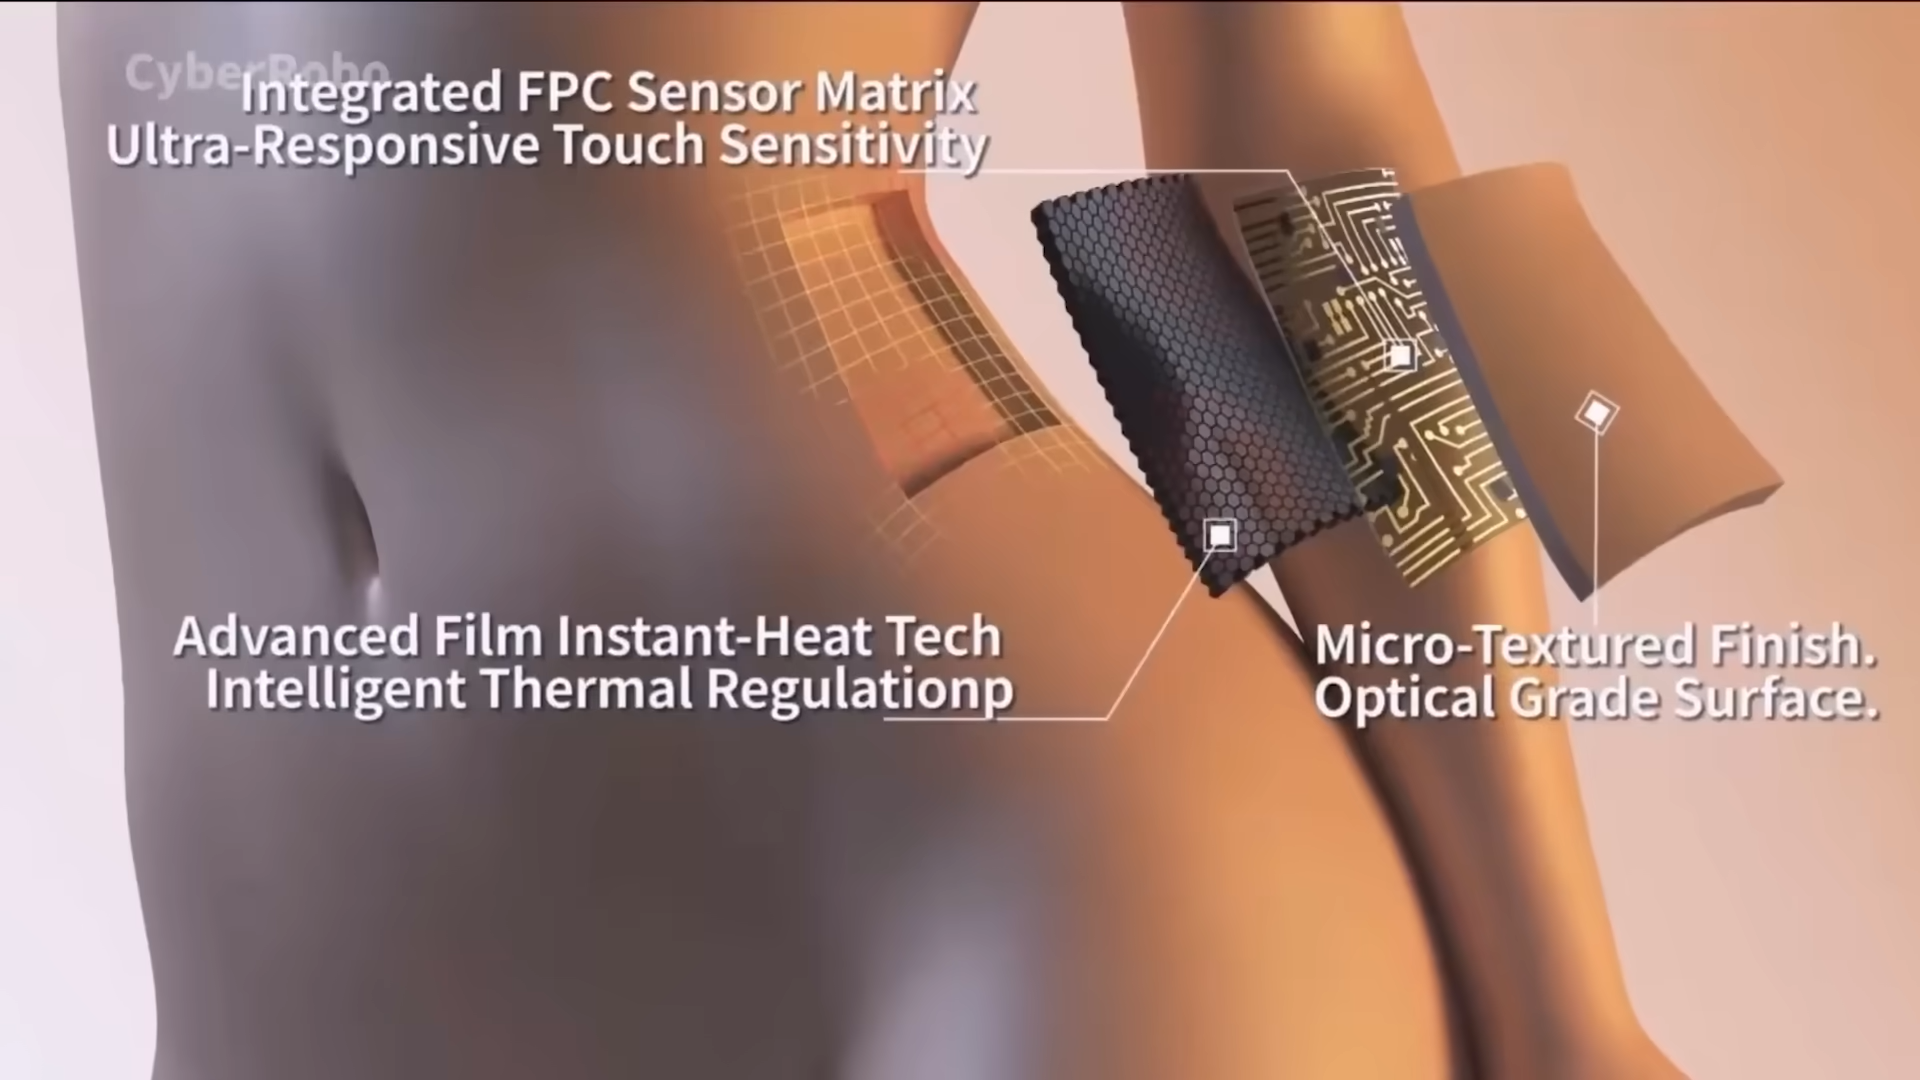 CyberRobo
Integrated FPC Sensor Matrix
Ultra-Responsive Touch Sensitivity
Advanced Film Instant-Heat Tech
Intelligent Thermal Regulationp
Micro-Textured Finish.
Optical Grade Surface.